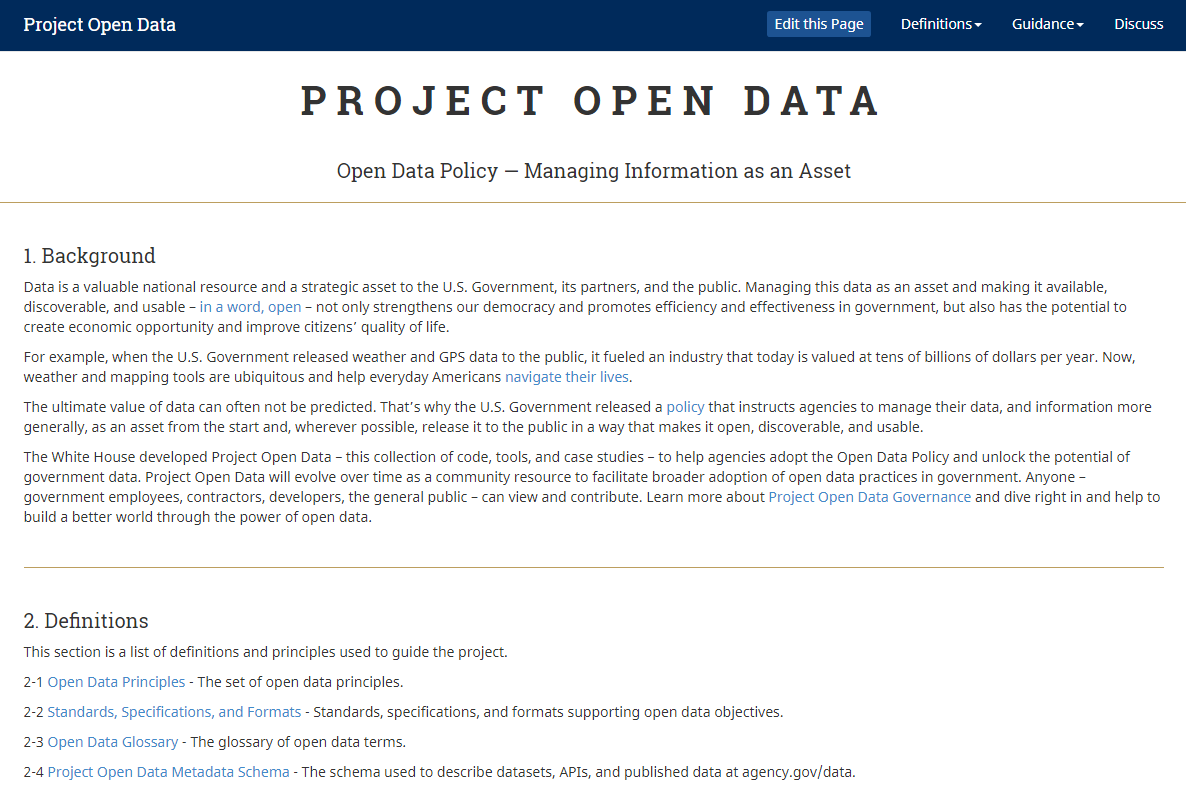 Project Open Data
Edit this Page
Definitions
Guidance
Discuss
PROJECT OPEN DATA
Open Data Policy — Managing Information as an Asset
1. Background
Data is a valuable national resource and a strategic asset to the U.S. Government, its partners, and the public. Managing this data as an asset and making it available,
discoverable, and usable – in a word, open – not only strengthens our democracy and promotes efficiency and effectiveness in government, but also has the potential to
create economic opportunity and improve citizens’ quality of life.
For example, when the U.S. Government released weather and GPS data to the public, it fueled an industry that today is valued at tens of billions of dollars per year. Now,
weather and mapping tools are ubiquitous and help everyday Americans navigate their lives.
The ultimate value of data can often not be predicted. That’s why the U.S. Government released a policy that instructs agencies to manage their data, and information more
generally, as an asset from the start and, wherever possible, release it to the public in a way that makes it open, discoverable, and usable.
The White House developed Project Open Data – this collection of code, tools, and case studies – to help agencies adopt the Open Data Policy and unlock the potential of
government data. Project Open Data will evolve over time as a community resource to facilitate broader adoption of open data practices in government. Anyone –
government employees, contractors, developers, the general public – can view and contribute. Learn more about Project Open Data Governance and dive right in and help to
build a better world through the power of open data.
2. Definitions
This section is a list of definitions and principles used to guide the project.
2-1 Open Data Principles - The set of open data principles.
2-2 Standards, Specifications, and Formats - Standards, specifications, and formats supporting open data objectives.
2-3 Open Data Glossary - The glossary of open data terms.
2-4 Project Open Data Metadata Schema - The schema used to describe datasets, APIs, and published data at agency.gov/data.